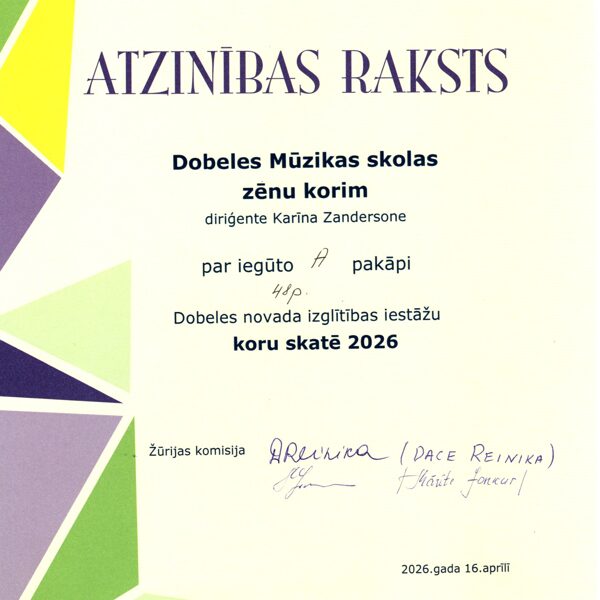 ATZINĪBAS RAKSTS
Dobeles Mūzikas skolas
zēnu korim
diriģente Karīna Zandersone
par iegūto A pakāpi
48p.
Dobeles novada izglītības iestāžu
koru skatē 2026
Žūrijas komisija AReinika (DACE REINIKA)
2026.gada 16.aprīlī